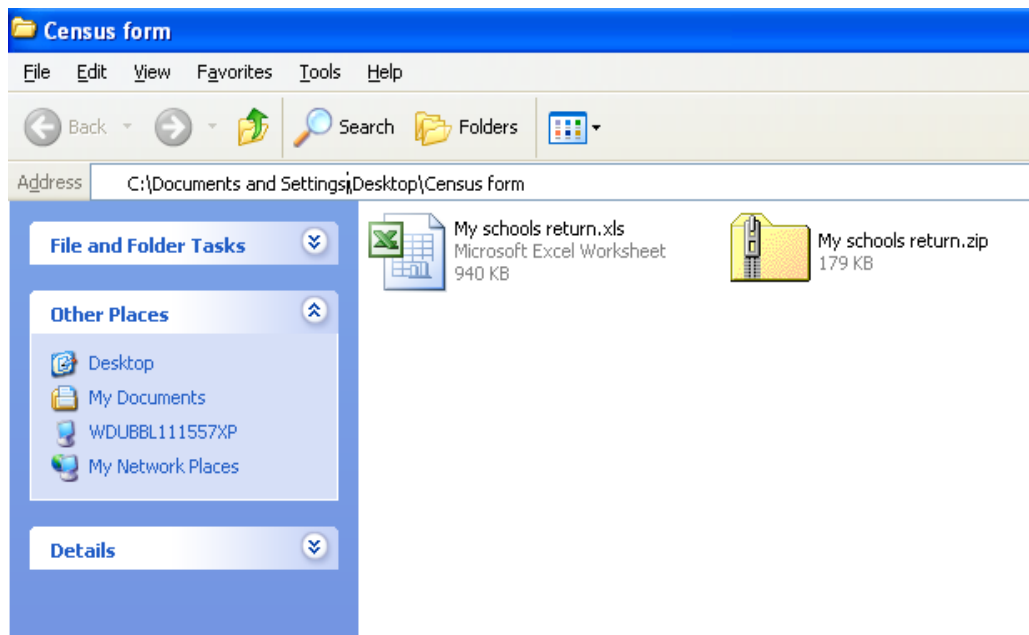 Census form
File Edit View Favorites Tools Help
Back Search Folders
Address C:\Documents and Settings\Desktop\Census form
File and Folder Tasks
My schools return.xls
Microsoft Excel Worksheet
940 KB
My schools return.zip
179 KB
Other Places
Desktop
My Documents
WDUBBL111557XP
My Network Places
Details